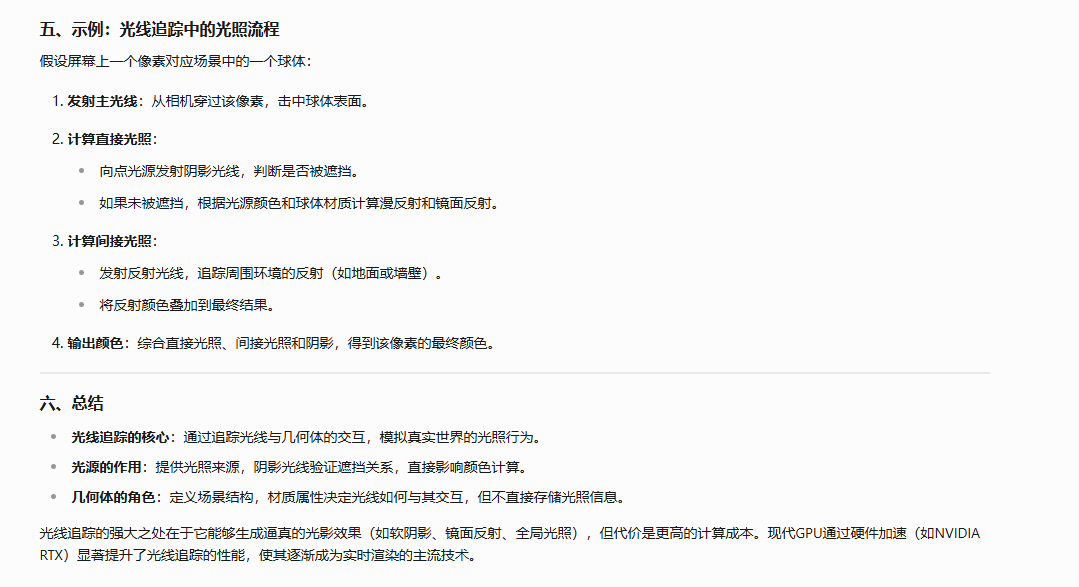 五、示例：光线追踪中的光照流程
假设屏幕上一个像素对应场景中的一个球体：
1. 发射主光线：从相机穿过该像素，击中球体表面。
2. 计算直接光照：
• 向点光源发射阴影光线，判断是否被遮挡。
• 如果未被遮挡，根据光源颜色和球体材质计算漫反射和镜面反射。
3. 计算间接光照：
• 发射反射光线，追踪周围环境的反射（如地面或墙壁）。
• 将反射颜色叠加到最终结果。
4. 输出颜色：综合直接光照、间接光照和阴影，得到该像素的最终颜色。
六、总结
• 光线追踪的核心：通过追踪光线与几何体的交互，模拟真实世界的光照行为。
• 光源的作用：提供光照来源，阴影光线验证遮挡关系，直接影响颜色计算。
• 几何体的角色：定义场景结构，材质属性决定光线如何与其交互，但不直接存储光照信息。
光线追踪的强大之处在于它能够生成逼真的光影效果（如软阴影、镜面反射、全局光照），但代价是更高的计算成本。现代GPU通过硬件加速（如NVIDIA
RTX）显著提升了光线追踪的性能，使其逐渐成为实时渲染的主流技术。